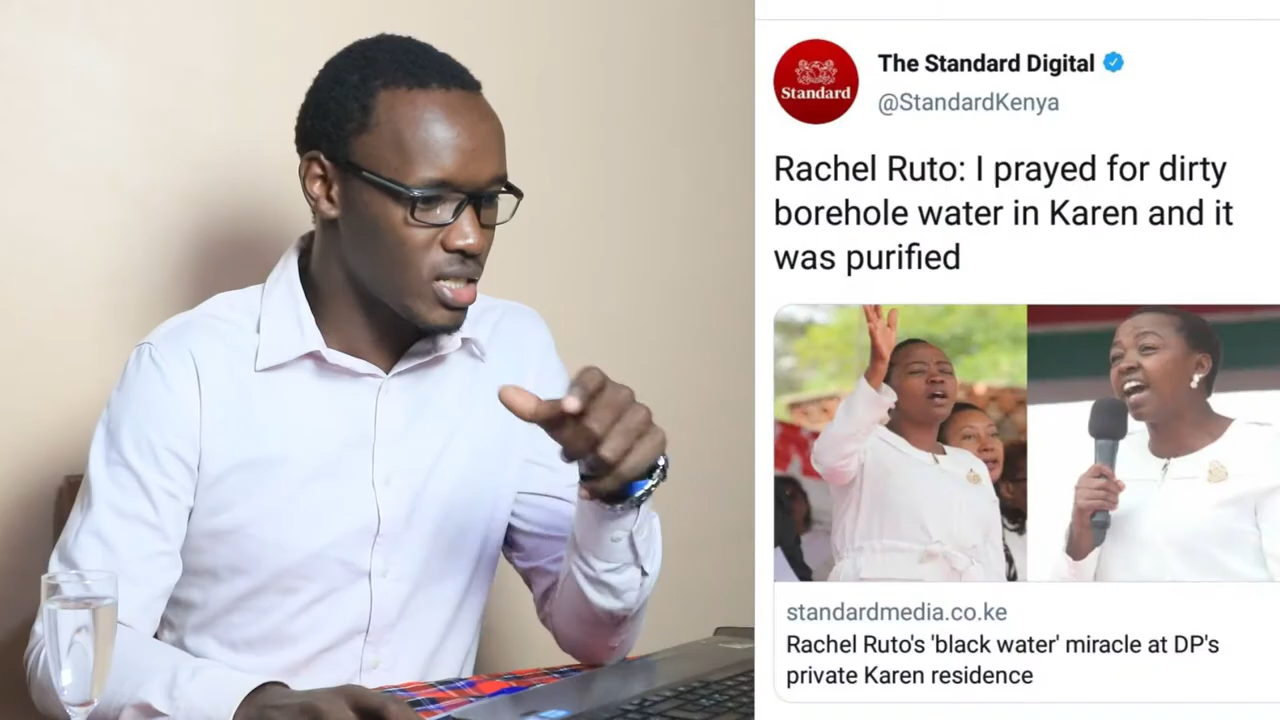 Standard
The Standard Digital
@StandardKenya
Rachel Ruto: I prayed for dirty
borehole water in Karen and it
was purified
standardmedia.co.ke
Rachel Ruto's 'black water' miracle at DP's
private Karen residence